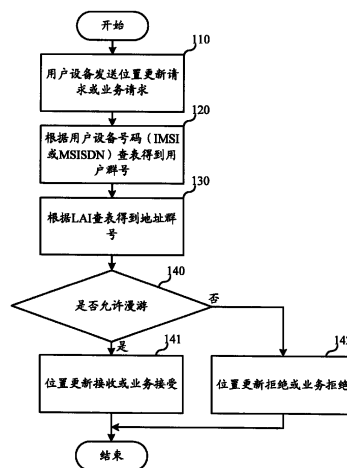 开始
110
用户设备发送位置更新请
求或业务请求
120
根据用户设备号码（IMSI
或MSISDN）查表得到用
户群号
130
根据LAI查表得到地址群
号
140
是否允许漫游
否
是
141
位置更新接收或业务接受
142
位置更新拒绝或业务拒绝
结束